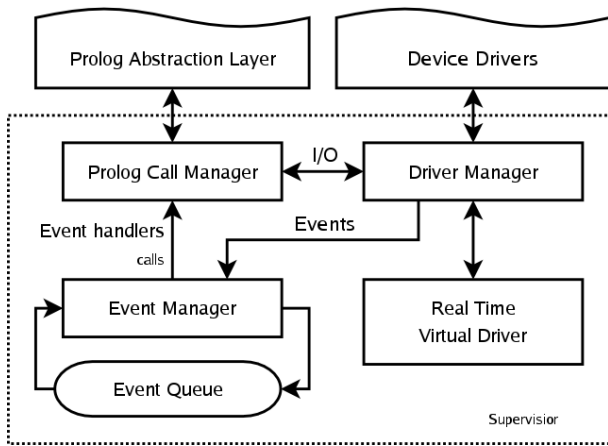 Prolog Abstraction Layer
Device Drivers
Prolog Call Manager
I/O
Driver Manager
Event handlers
calls
Events
Event Manager
Real Time
Virtual Driver
Event Queue
Supervisior